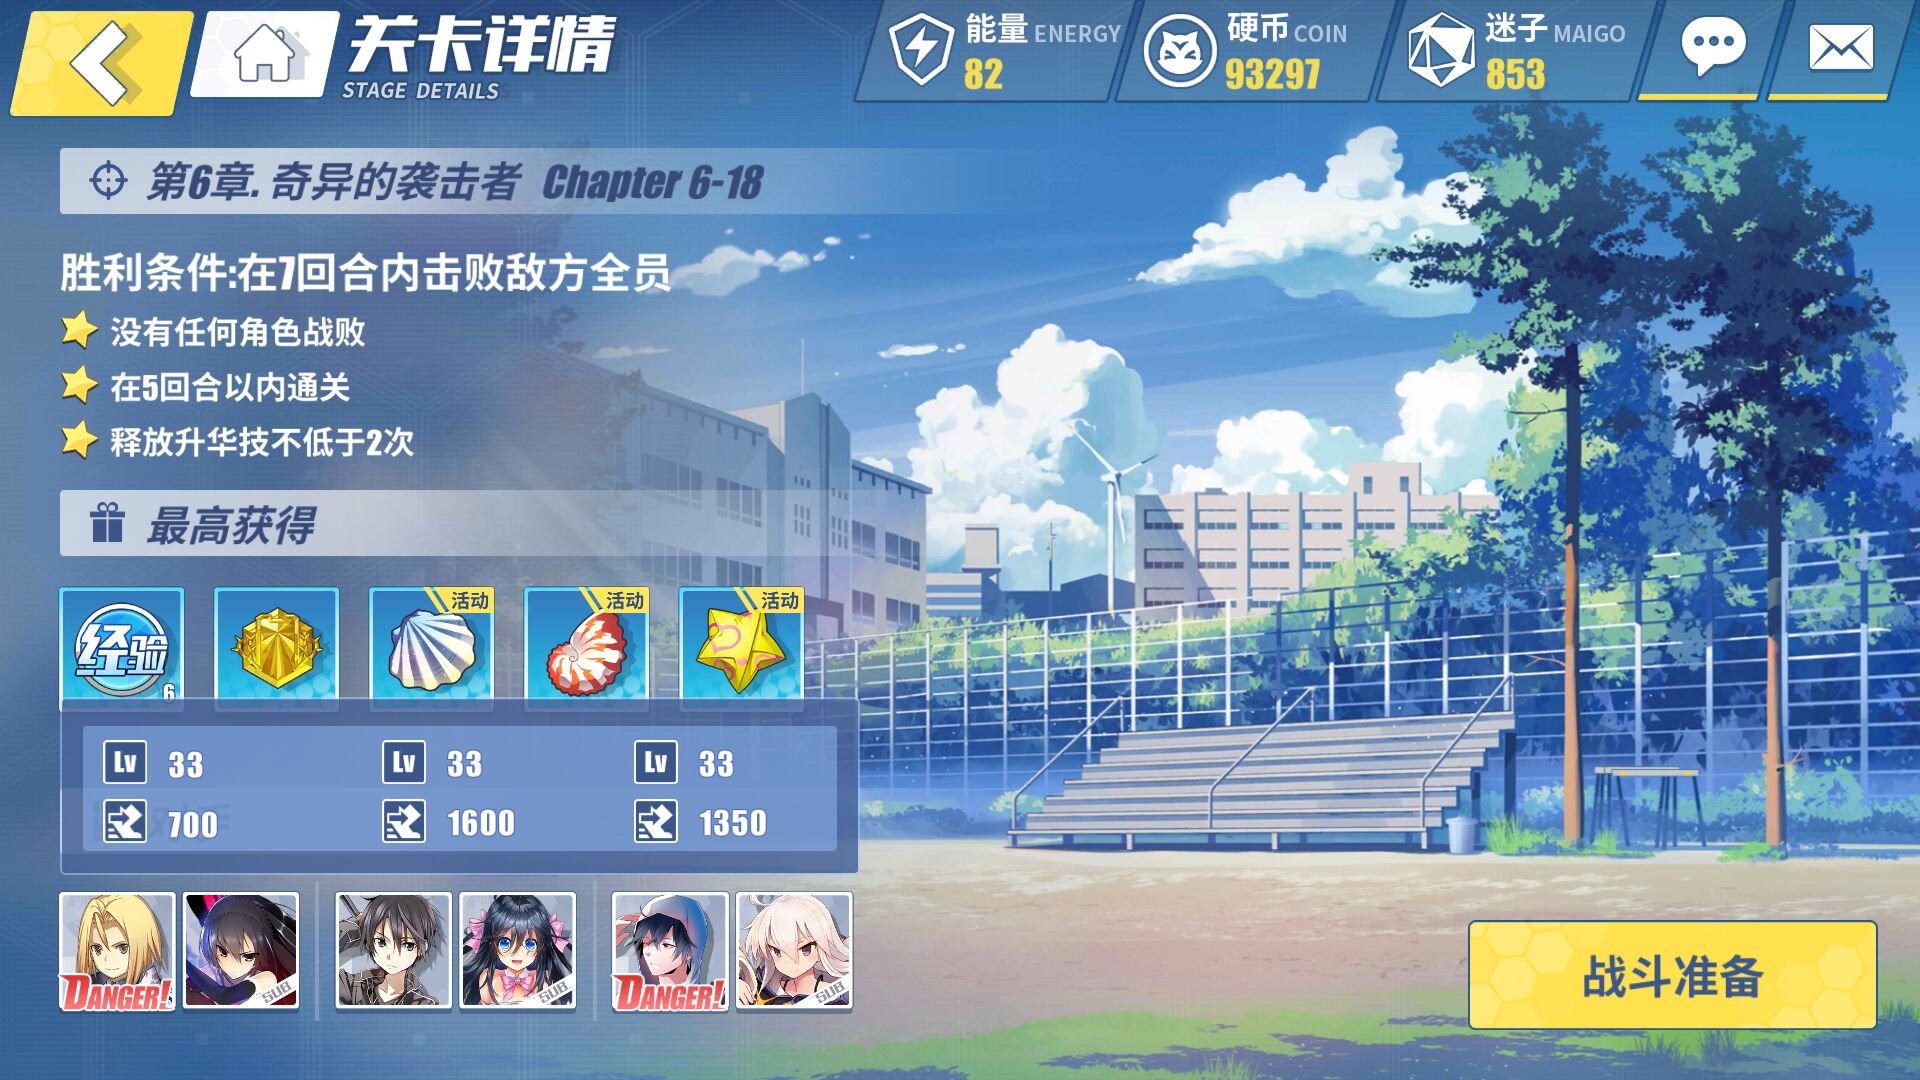 关卡详情
STAGE DETAILS
能量 ENERGY
82
硬币 COIN
93297
迷子 MAIGO
853
第6章. 奇异的袭击者 Chapter 6-18
胜利条件:在7回合内击败敌方全员
没有任何角色战败
在5回合以内通关
释放升华技不低于2次
最高获得
经验
6
活动
活动
活动
Lv 33
Lv 33
Lv 33
700
1600
1350
DANGER!
SUB
SUB
DANGER!
SUB
战斗准备